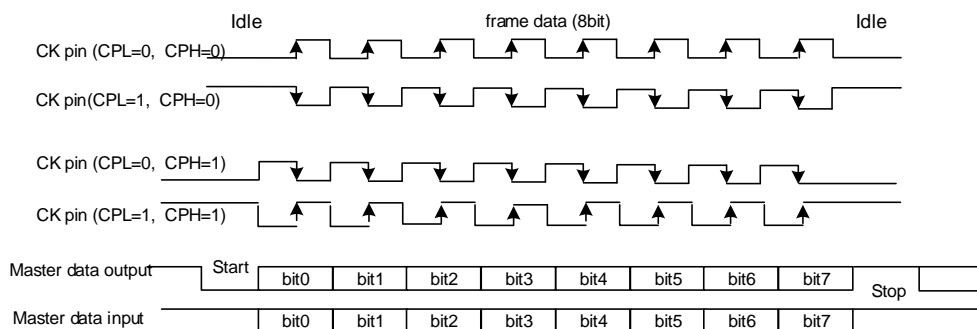 Idle frame data (8bit) Idle
CK pin (CPL=0, CPH=0)
CK pin(CPL=1, CPH=0)
CK pin (CPL=0, CPH=1)
CK pin (CPL=1, CPH=1)
Master data output Start bit0 bit1 bit2 bit3 bit4 bit5 bit6 bit7 Stop
Master data input bit0 bit1 bit2 bit3 bit4 bit5 bit6 bit7